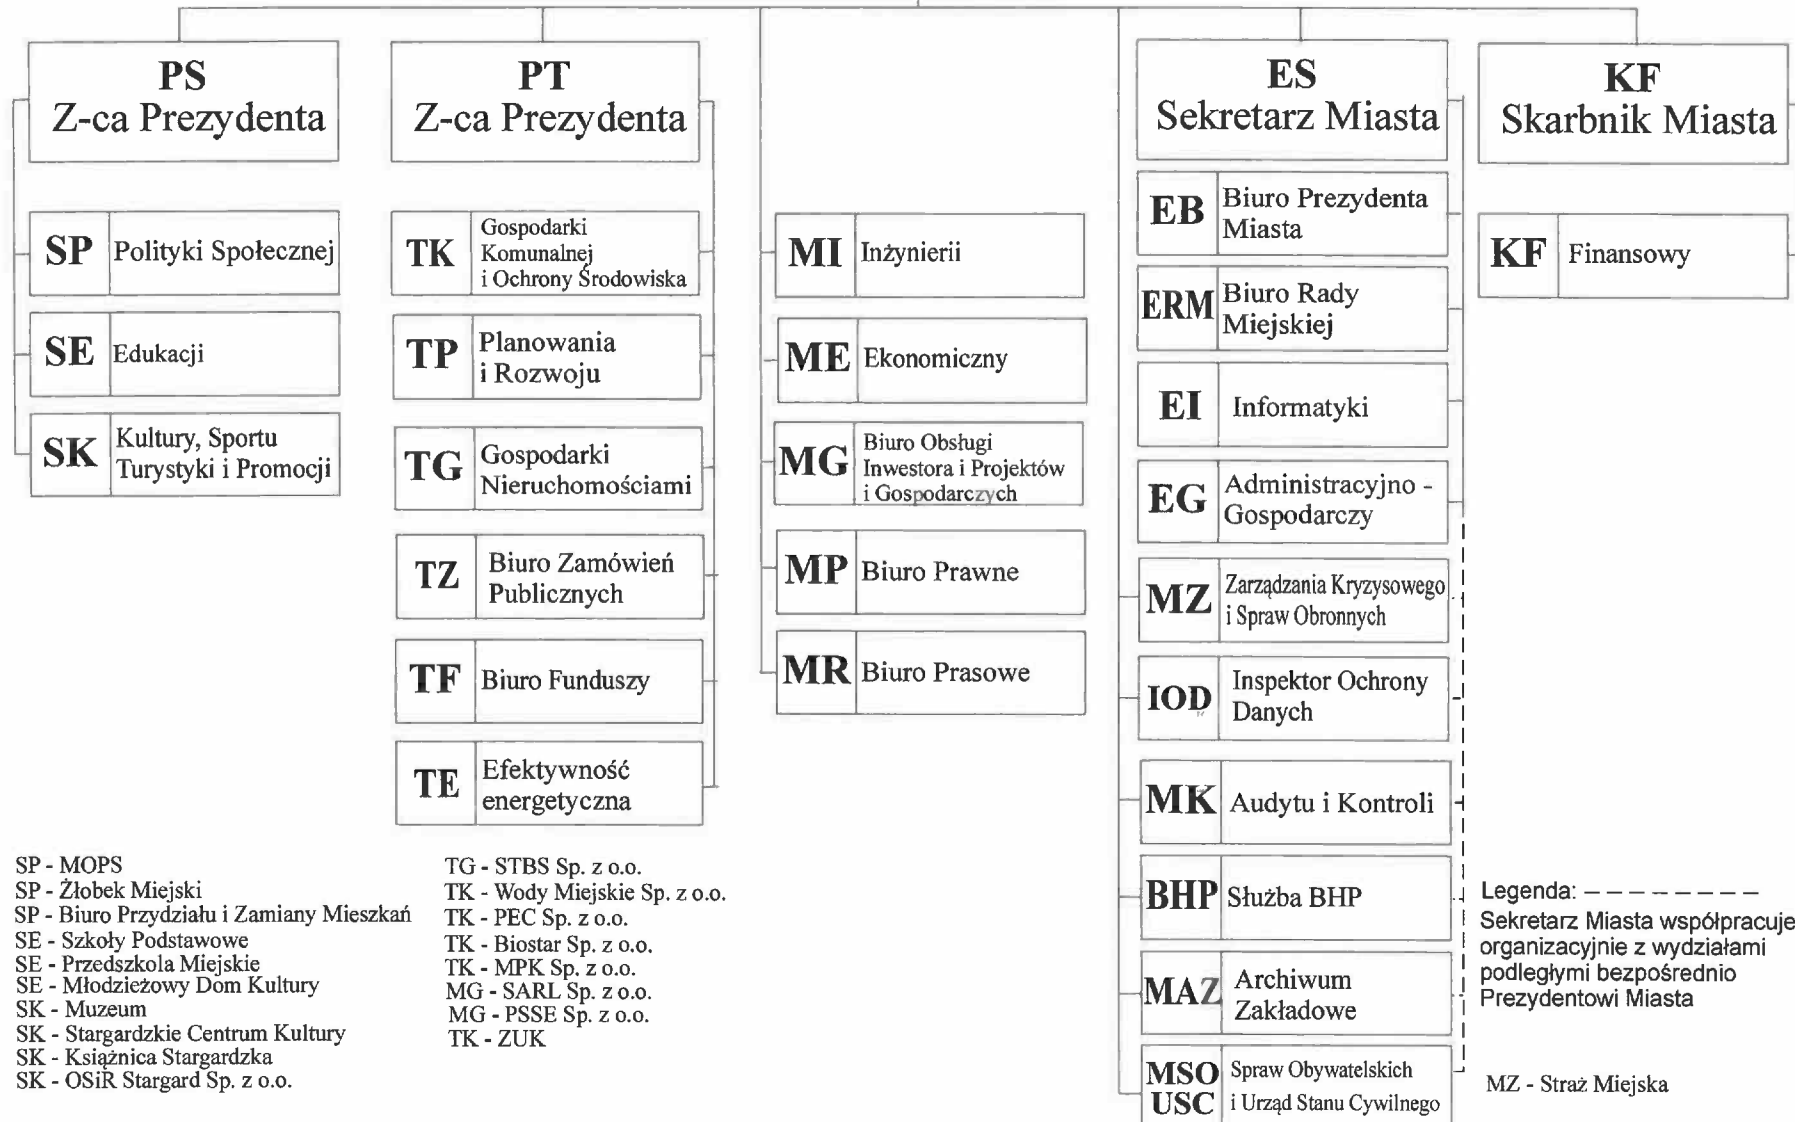 PS
Z-ca Prezydenta
SP
Polityki Społecznej
SE
Edukacji
SK
Kultury, Sportu
Turystyki i Promocji
PT
Z-ca Prezydenta
TK
Gospodarki
Komunalnej
i Ochrony Środowiska
TP
Planowania
i Rozwoju
TG
Gospodarki
Nieruchomościami
TZ
Biuro Zamówień
Publicznych
TF
Biuro Funduszy
TE
Efektywność
energetyczna
MI
Inżynierii
ME
Ekonomiczny
MG
Biuro Obsługi
Inwestora i Projektów
i Gospodarczych
MP
Biuro Prawne
MR
Biuro Prasowe
ES
Sekretarz Miasta
EB
Biuro Prezydenta
Miasta
ERM
Biuro Rady
Miejskiej
EI
Informatyki
EG
Administracyjno -
Gospodarczy
MZ
Zarządzania Kryzysowego
i Spraw Obronnych
IOD
Inspektor Ochrony
Danych
MK
Audytu i Kontroli
BHP
Służba BHP
MAZ
Archiwum
Zakładowe
MSO
USC
Spraw Obywatelskich
i Urząd Stanu Cywilnego
KF
Skarbnik Miasta
KF
Finansowy
SP - MOPS
SP - Żłobek Miejski
SP - Biuro Przydziału i Zamiany Mieszkań
SE - Szkoły Podstawowe
SE - Przedszkola Miejskie
SE - Młodzieżowy Dom Kultury
SK - Muzeum
SK - Stargardzkie Centrum Kultury
SK - Książnica Stargardzka
SK - OSiR Stargard Sp. z o.o.
TG - STBS Sp. z o.o.
TK - Wody Miejskie Sp. z o.o.
TK - PEC Sp. z o.o.
TK - Biostar Sp. z o.o.
TK - MPK Sp. z o.o.
MG - SARL Sp. z o.o.
MG - PSSE Sp. z o.o.
TK - ZUK
Legenda: – – – – – – – –
Sekretarz Miasta współpracuje
organizacyjnie z wydziałami
podległymi bezpośrednio
Prezydentowi Miasta
MZ - Straż Miejska